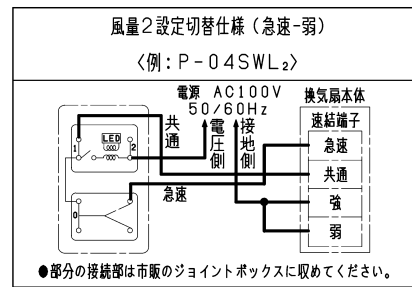 風量2設定切替仕様（急速-弱）
〈例：P-04SWL₂〉
電源 AC100V
50/60Hz
換気扇本体
速結端子
急速
共通
強
弱
共通
電圧側
接地側
LED
1
2
0
急速
●部分の接続部は市販のジョイントボックスに収めてください。